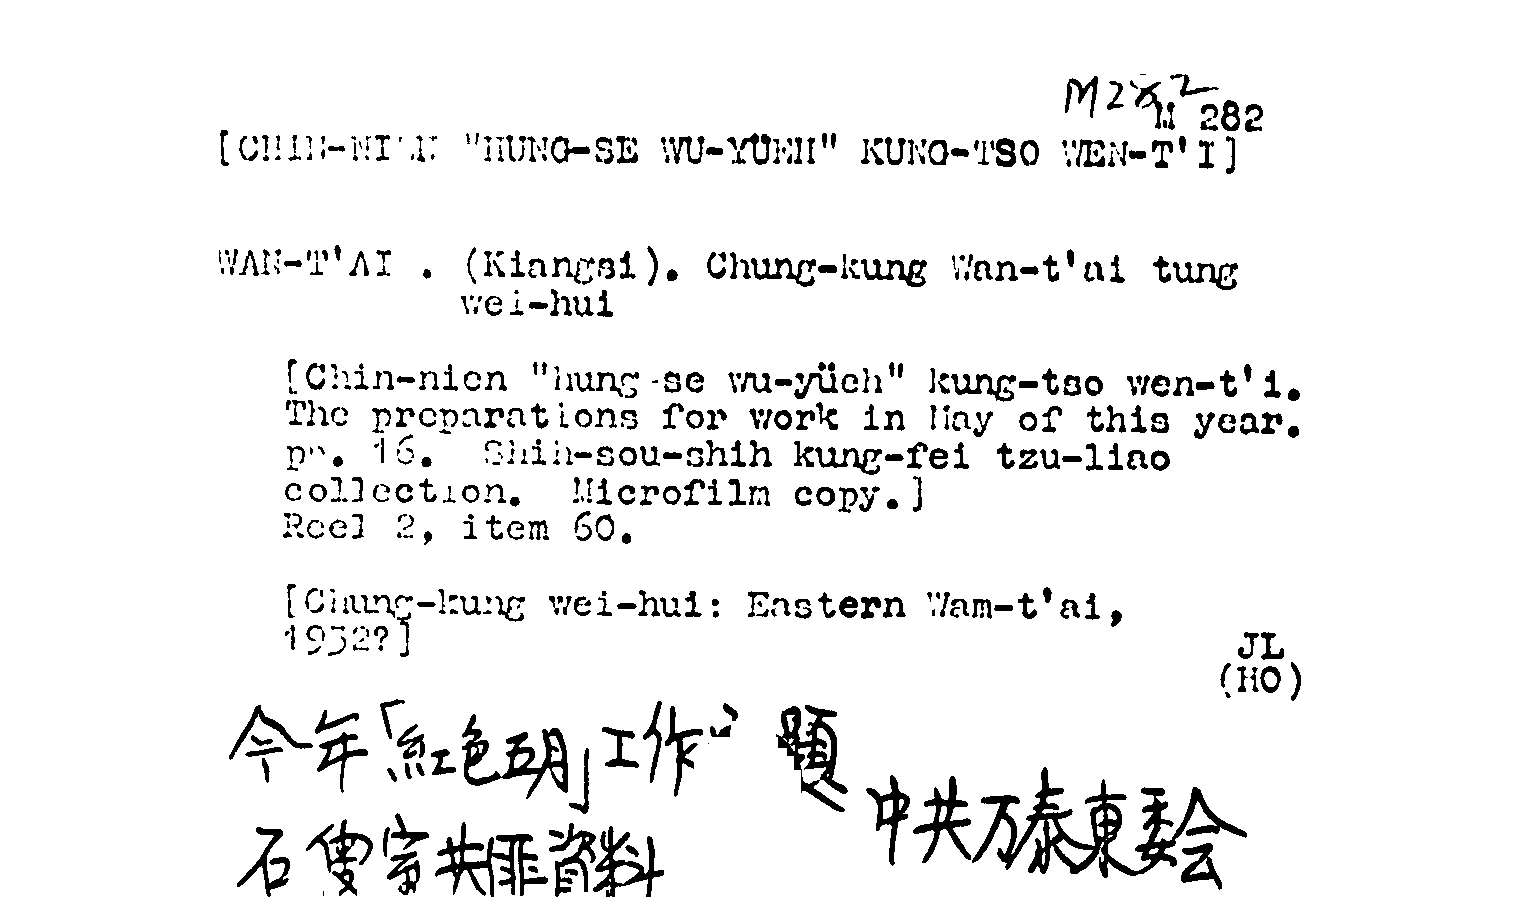 M 282
M 282
[CHIN-NIEN "HUNG-SE WU-YÜEH" KUNG-TSO WEN-T'I]
WAN-T'AI . (Kiangsi). Chung-kung Wan-t'ai tung
wei-hui
[Chin-nien "hung-se wu-yüeh" kung-tso wen-t'i.
The preparations for work in May of this year.
pp. 16. Shih-sou-shih kung-fei tzu-liao
collection. Microfilm copy.]
Reel 2, item 60.
[Chung-kung wei-hui: Eastern Wam-t'ai,
1932?]
JL
(HO)
今年「紅色五月」工作 題
中共万泰東委会
石叟室共匪資料